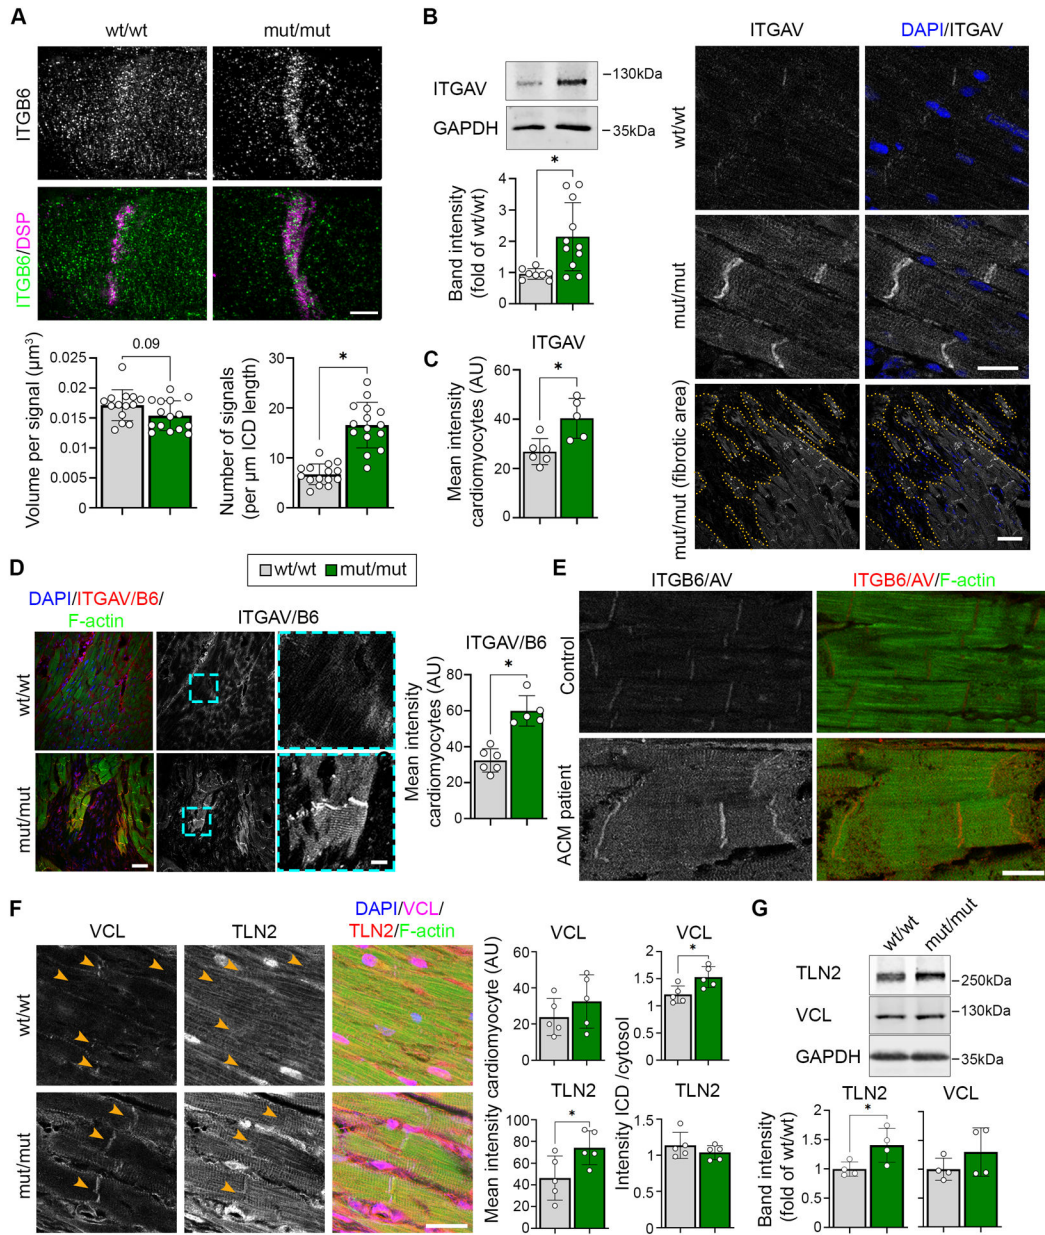 A
wt/wt
mut/mut
ITGB6
ITGB6/DSP
Volume per signal (µm³)
0.025
0.02
0.015
0.01
0.005
0
0.09
Number of signals
(per µm ICD length)
30
20
10
0
*
B
ITGAV
GAPDH
–130kDa
–35kDa
Band intensity
(fold of wt/wt)
4
3
2
1
0
*
ITGAV
DAPI/ITGAV
wt/wt
mut/mut
mut/mut (fibrotic area)
C
ITGAV
Mean intensity
cardiomyocytes (AU)
60
40
20
0
*
wt/wt
mut/mut
D
DAPI/ITGAV/B6/
F-actin
ITGAV/B6
wt/wt
mut/mut
ITGAV/B6
Mean intensity
cardiomyocytes (AU)
80
60
40
20
0
*
E
ITGB6/AV
ITGB6/AV/F-actin
Control
ACM patient
F
VCL
TLN2
DAPI/VCL/
TLN2/F-actin
wt/wt
mut/mut
Mean intensity cardiomyocyte (AU)
VCL
60
40
20
0
TLN2
100
80
60
40
20
0
*
Intensity ICD /cytosol
VCL
2
1.5
1
0.5
0
*
TLN2
1.5
1
0.5
0
G
wt/wt
mut/mut
TLN2
VCL
GAPDH
–250kDa
–130kDa
–35kDa
Band intensity
(fold of wt/wt)
TLN2
2
1.5
1
0.5
0
*
VCL